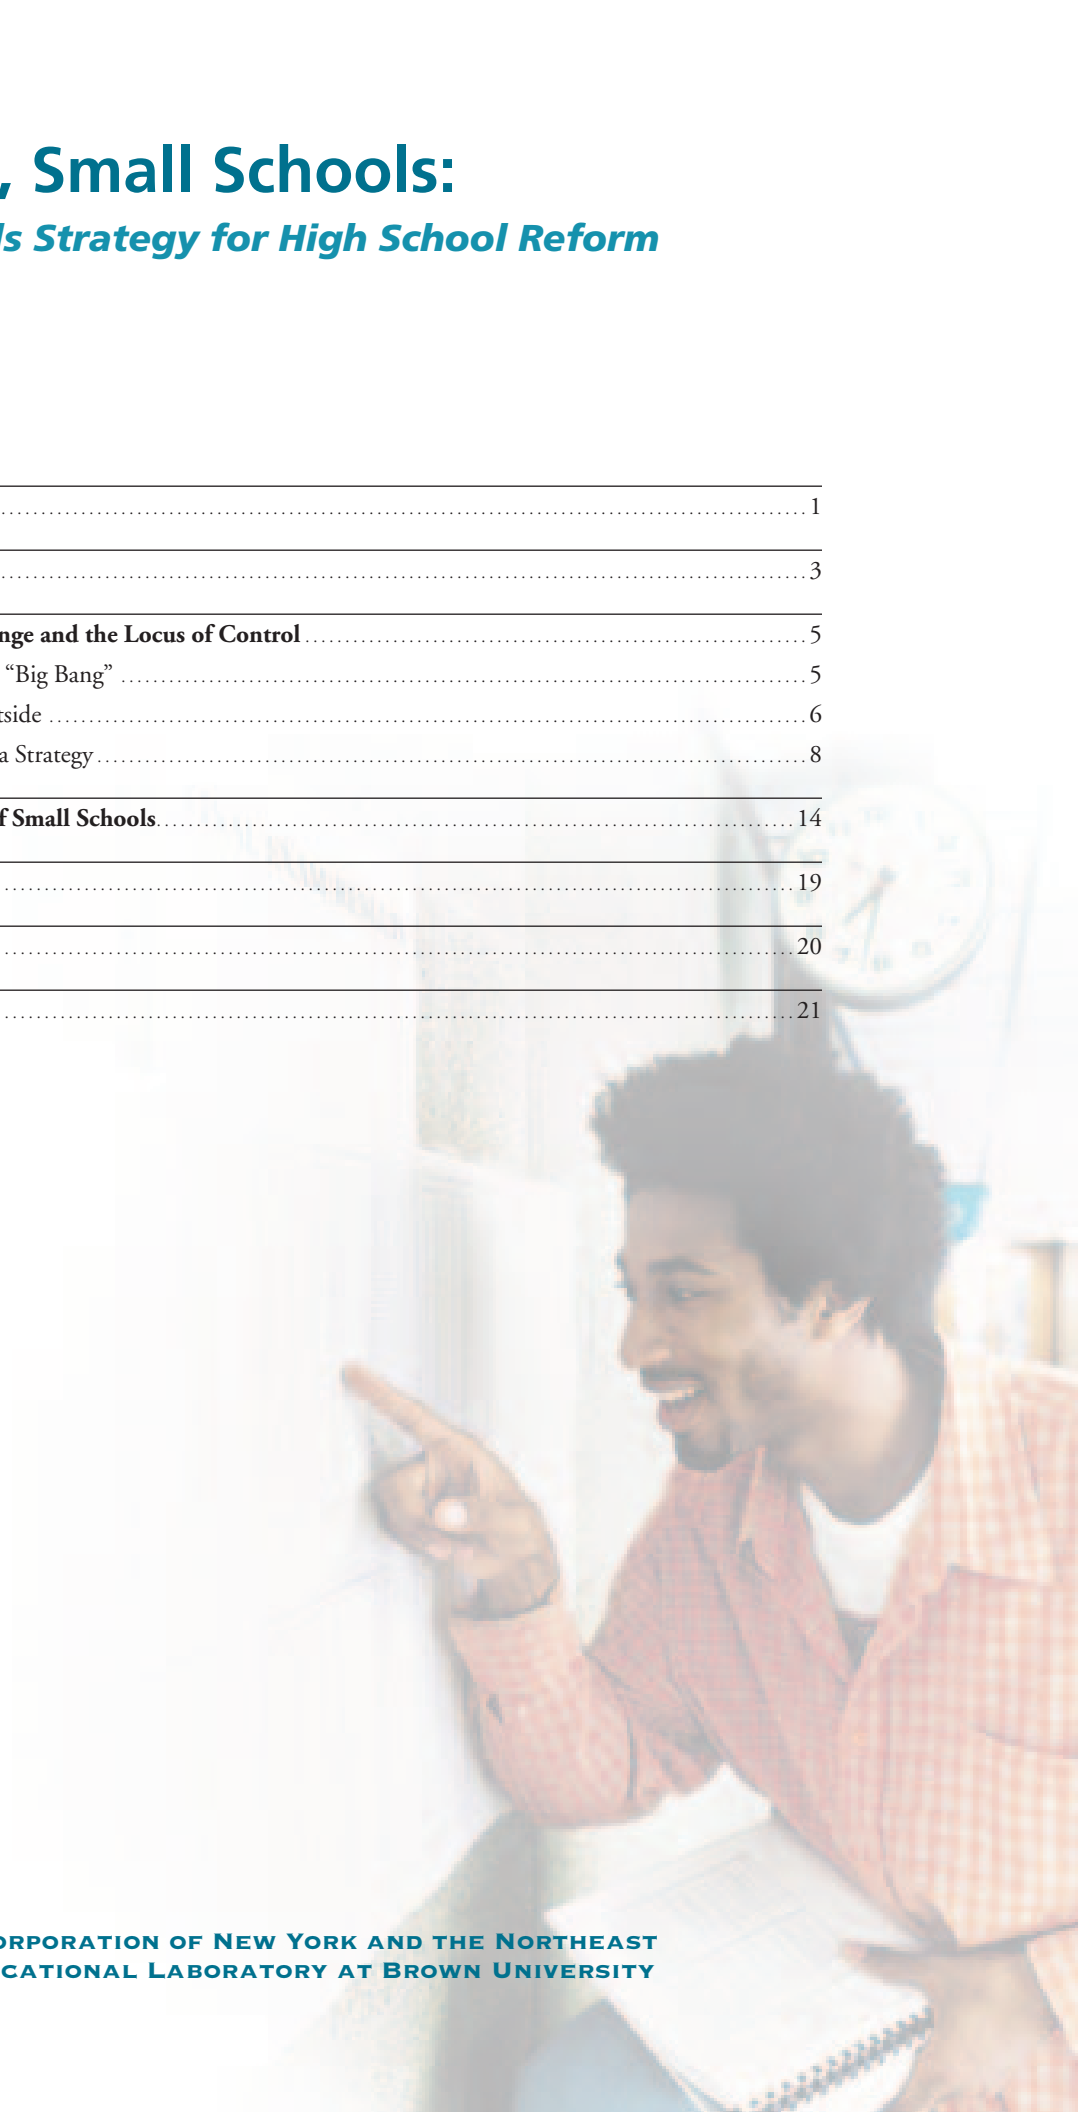 , Small Schools:
ls Strategy for High School Reform
1
3
nge and the Locus of Control 5
“Big Bang” 5
tside 6
a Strategy 8
f Small Schools 14
19
20
21
orporation of New York and the Northeast
cational Laboratory at Brown University